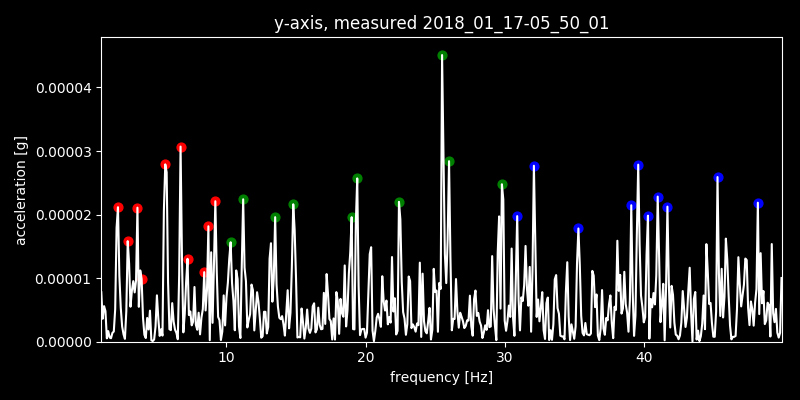 y-axis, measured 2018_01_17-05_50_01
acceleration [g]
0.00004
0.00003
0.00002
0.00001
0.00000
10 20 30 40
frequency [Hz]